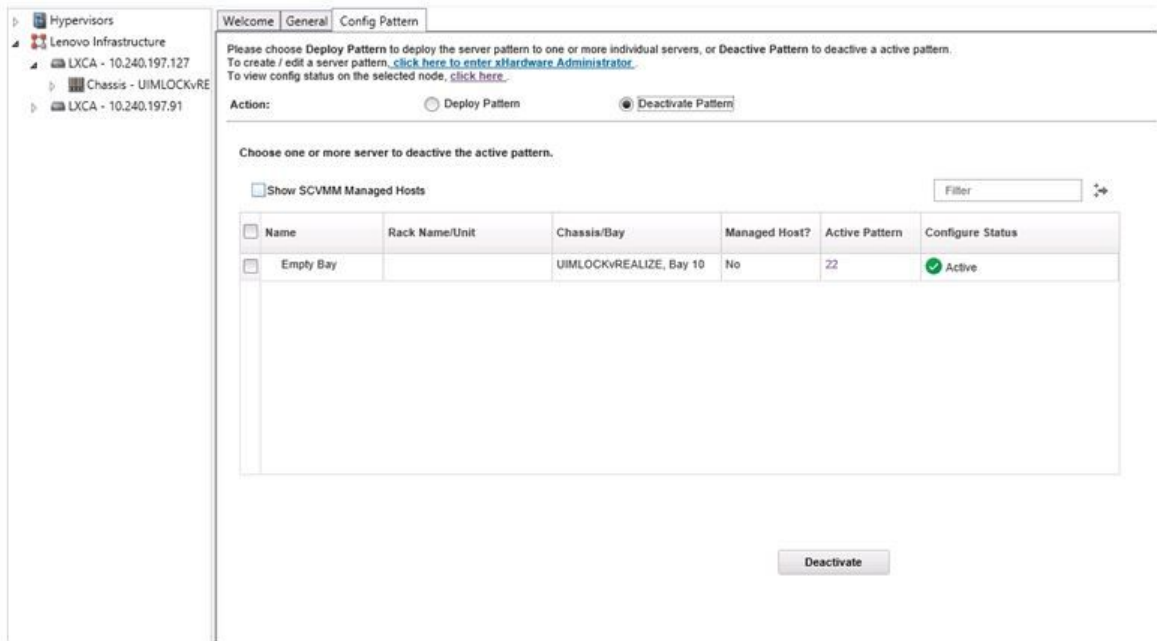 Hypervisors
Lenovo Infrastructure
LXCA - 10.240.197.127
Chassis - UIMLOCKvRE
LXCA - 10.240.197.91
Welcome General Config Pattern
Please choose Deploy Pattern to deploy the server pattern to one or more individual servers, or Deactive Pattern to deactive a active pattern.
To create / edit a server pattern, click here to enter xHardware Administrator .
To view config status on the selected node, click here .
Action: Deploy Pattern Deactivate Pattern
Choose one or more server to deactive the active pattern.
Show SCVMM Managed Hosts Filter
Name Rack Name/Unit Chassis/Bay Managed Host? Active Pattern Configure Status
Empty Bay UIMLOCKvREALIZE, Bay 10 No 22 Active
Deactivate